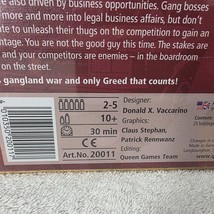 also driven by business opportunities. Gang bosses
more and more into legal business affairs, but don't
ate to unleash their thugs on the competition to gain an
ntage. You are not the good guy this time. The stakes are
and your competitors are enemies – in the boardroom
on the street.
gangland war and only Greed that counts!
2-5
10+
30 min
CE Art.No. 20011
Designer:
Donald X. Vaccarino
Graphics:
Claus Stephan,
Patrick Rennwanz
Editing:
Queen Games Team